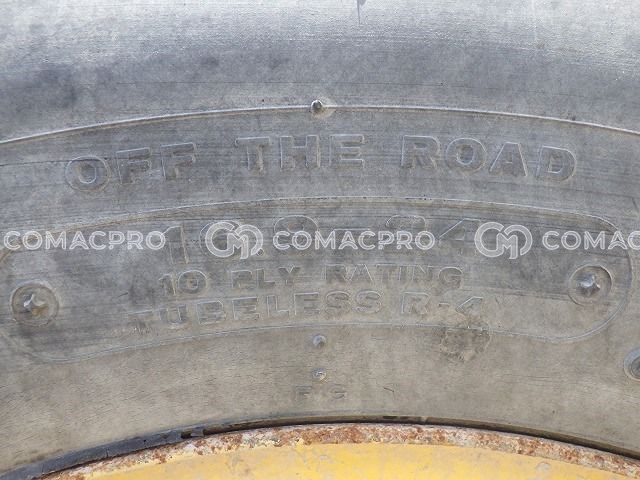 OFF THE ROAD
COMACPRO COMACPRO COMACPRO
10 PLY RATING
TUBELESS R-4